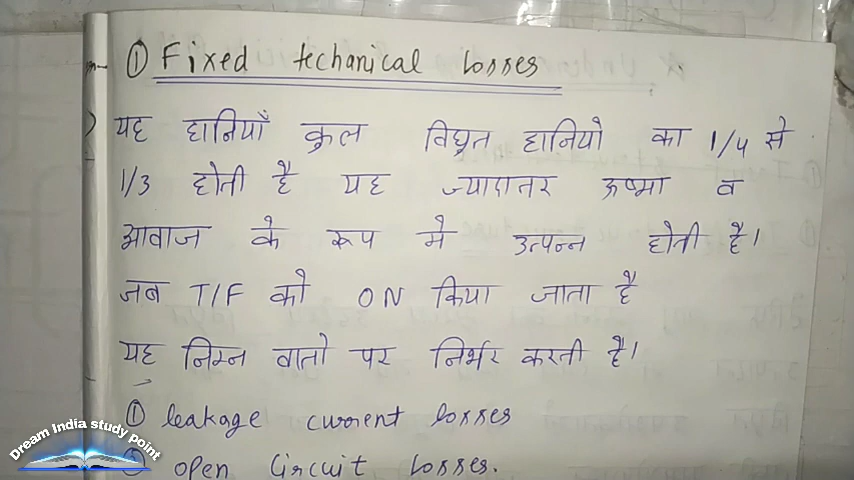 ① Fixed techanical losses
यह हानियाँ कुल विघुत हानियो का 1/4 से
1/3 होती है यह ज्यादातर ऊष्मा व
आवाज के रूप मे उत्पन्न होती है।
जब T/F को ON किया जाता है
यह निम्न बातो पर निर्भर करती है।
① leakage current losses
② open Circuit losses.
Dream India study point